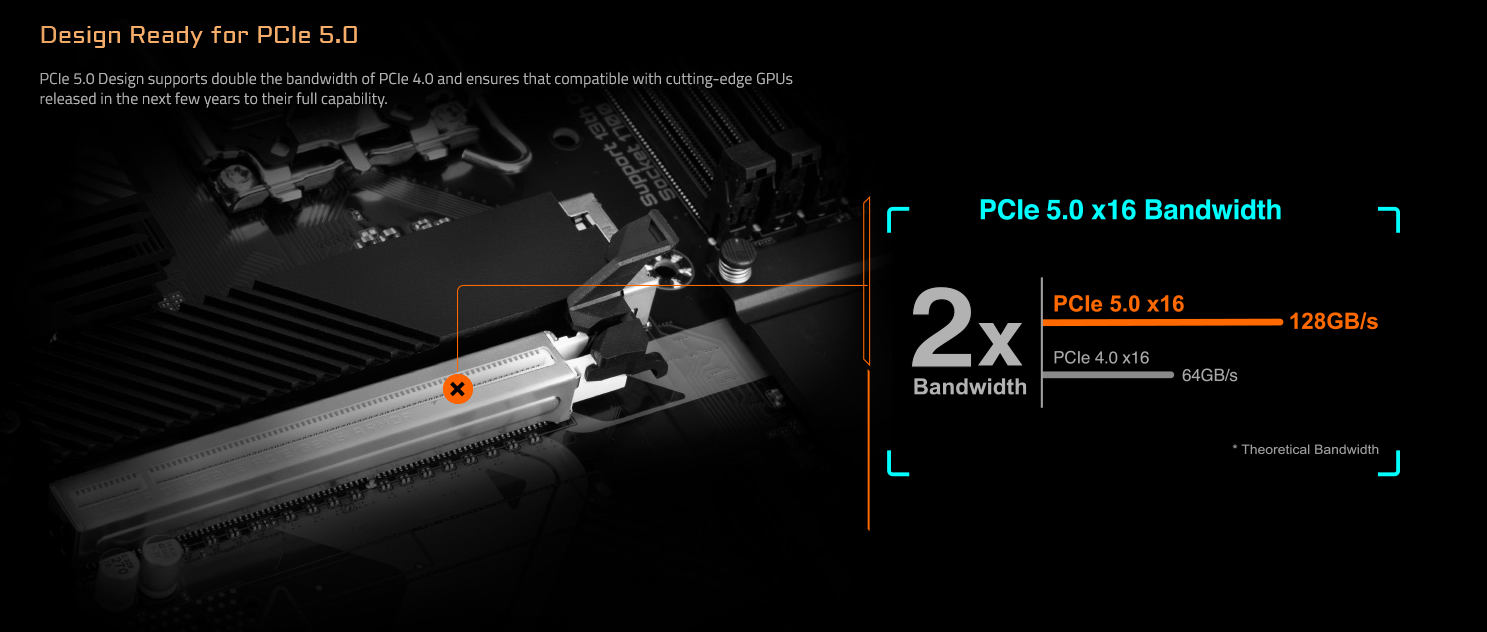 Design Ready for PCIe 5.0
PCIe 5.0 Design supports double the bandwidth of PCIe 4.0 and ensures that compatible with cutting-edge GPUs
released in the next few years to their full capability.
Support 13th
Socket 1700
PCIe 5.0 x16 Bandwidth
2x
Bandwidth
PCIe 5.0 x16
128GB/s
PCIe 4.0 x16
64GB/s
* Theoretical Bandwidth